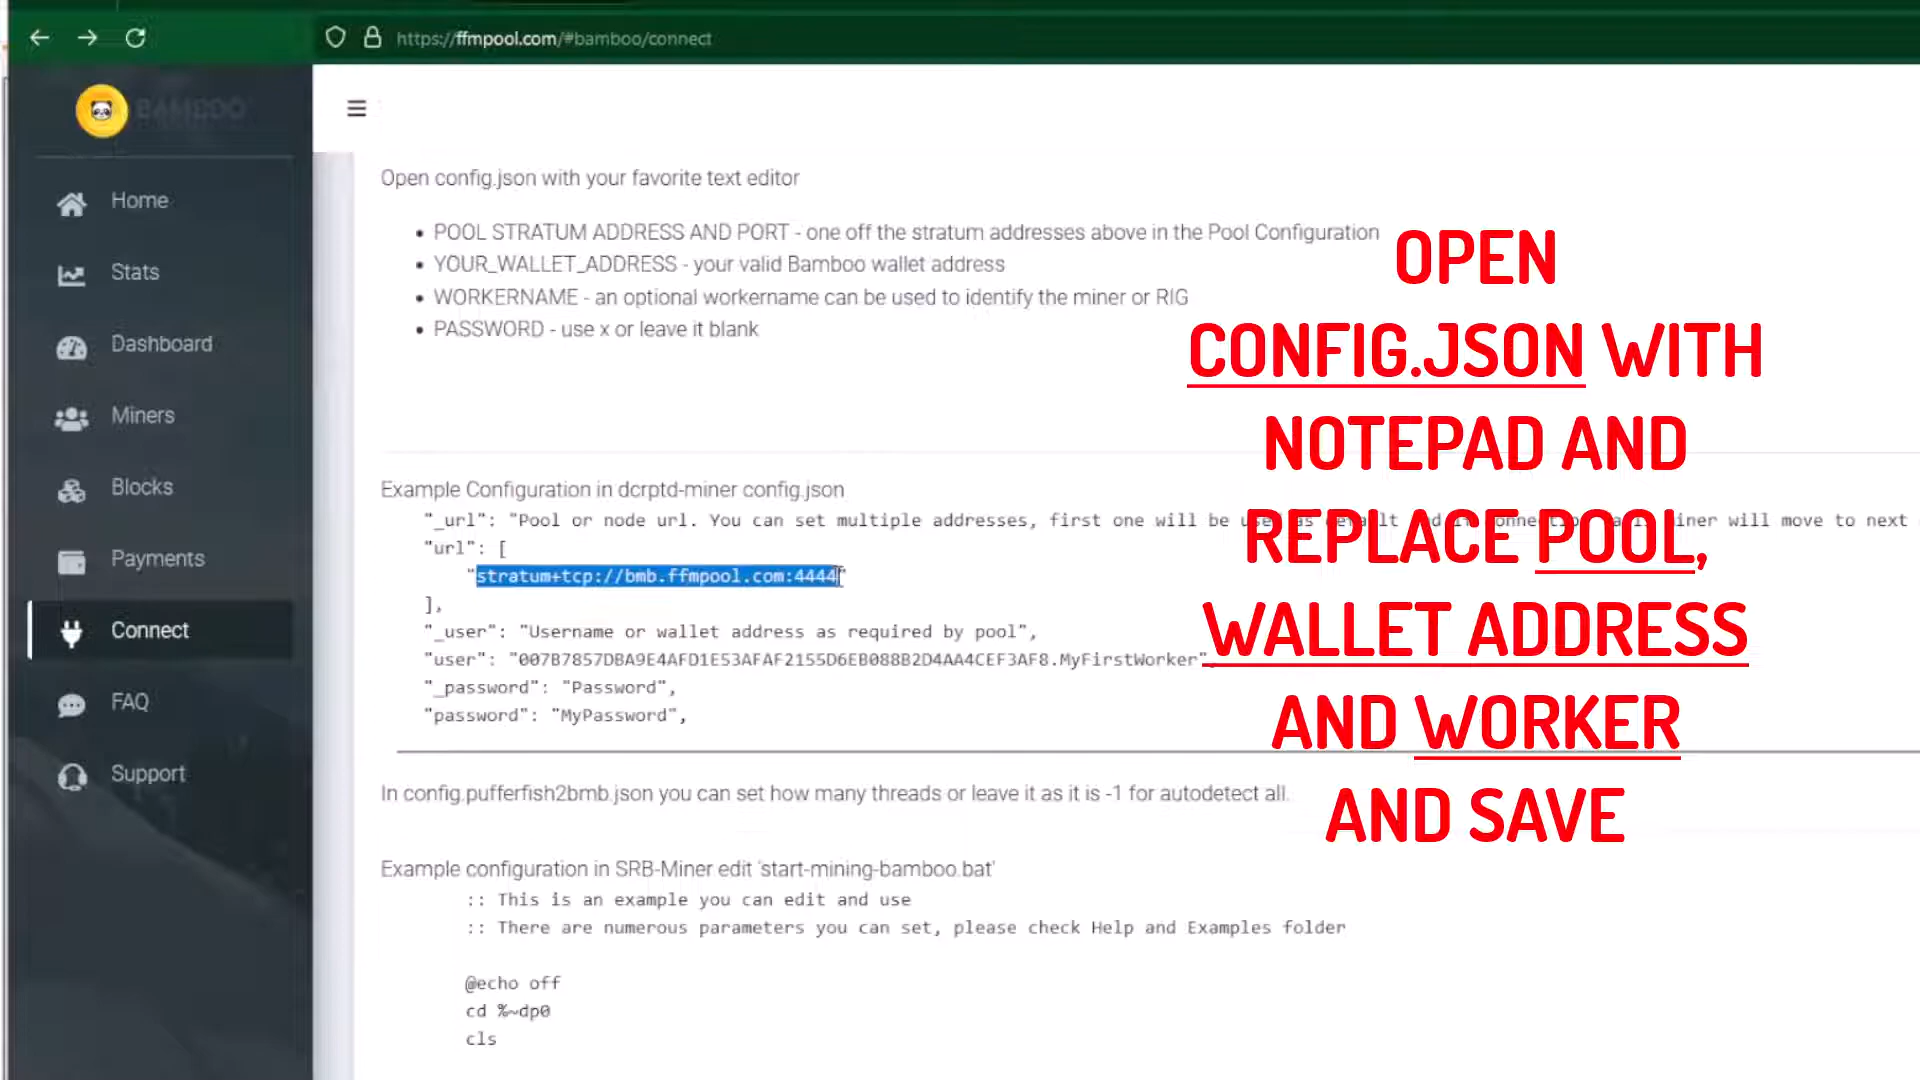 https://ffmpool.com/#bamboo/connect
BAMBOO
Home
Stats
Dashboard
Miners
Blocks
Payments
Connect
FAQ
Support
Open config.json with your favorite text editor
• POOL STRATUM ADDRESS AND PORT - one off the stratum addresses above in the Pool Configuration
• YOUR_WALLET_ADDRESS - your valid Bamboo wallet address
• WORKERNAME - an optional workername can be used to identify the miner or RIG
• PASSWORD - use x or leave it blank
Example Configuration in dcrptd-miner config.json
"_url": "Pool or node url. You can set multiple addresses, first one will be used as default and if connection fails miner will move to next
"url": [
"stratum+tcp://bmb.ffmpool.com:4444"
],
"_user": "Username or wallet address as required by pool",
"user": "007B7857DBA9E4AFD1E53AFAF2155D6EB088B2D4AA4CEF3AF8.MyFirstWorker",
"_password": "Password",
"password": "MyPassword",
In config.pufferfish2bmb.json you can set how many threads or leave it as it is -1 for autodetect all.
Example configuration in SRB-Miner edit 'start-mining-bamboo.bat'
:: This is an example you can edit and use
:: There are numerous parameters you can set, please check Help and Examples folder
@echo off
cd %~dp0
cls
OPEN
CONFIG.JSON WITH
NOTEPAD AND
REPLACE POOL,
WALLET ADDRESS
AND WORKER
AND SAVE